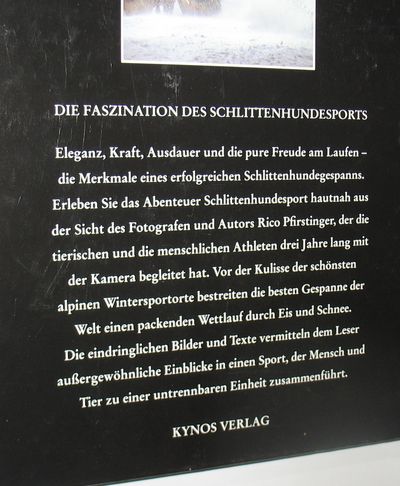 DIE FASZINATION DES SCHLITTENHUNDESPORTS
Eleganz, Kraft, Ausdauer und die pure Freude am Laufen –
die Merkmale eines erfolgreichen Schlittenhundegespanns.
Erleben Sie das Abenteuer Schlittenhundesport hautnah aus
der Sicht des Fotografen und Autors Rico Pfirstinger, der die
tierischen und die menschlichen Athleten drei Jahre lang mit
der Kamera begleitet hat. Vor der Kulisse der schönsten
alpinen Wintersportorte bestreiten die besten Gespanne der
Welt einen packenden Wettlauf durch Eis und Schnee.
Die eindringlichen Bilder und Texte vermitteln dem Leser
außergewöhnliche Einblicke in einen Sport, der Mensch und
Tier zu einer untrennbaren Einheit zusammenführt.
KYNOS VERLAG